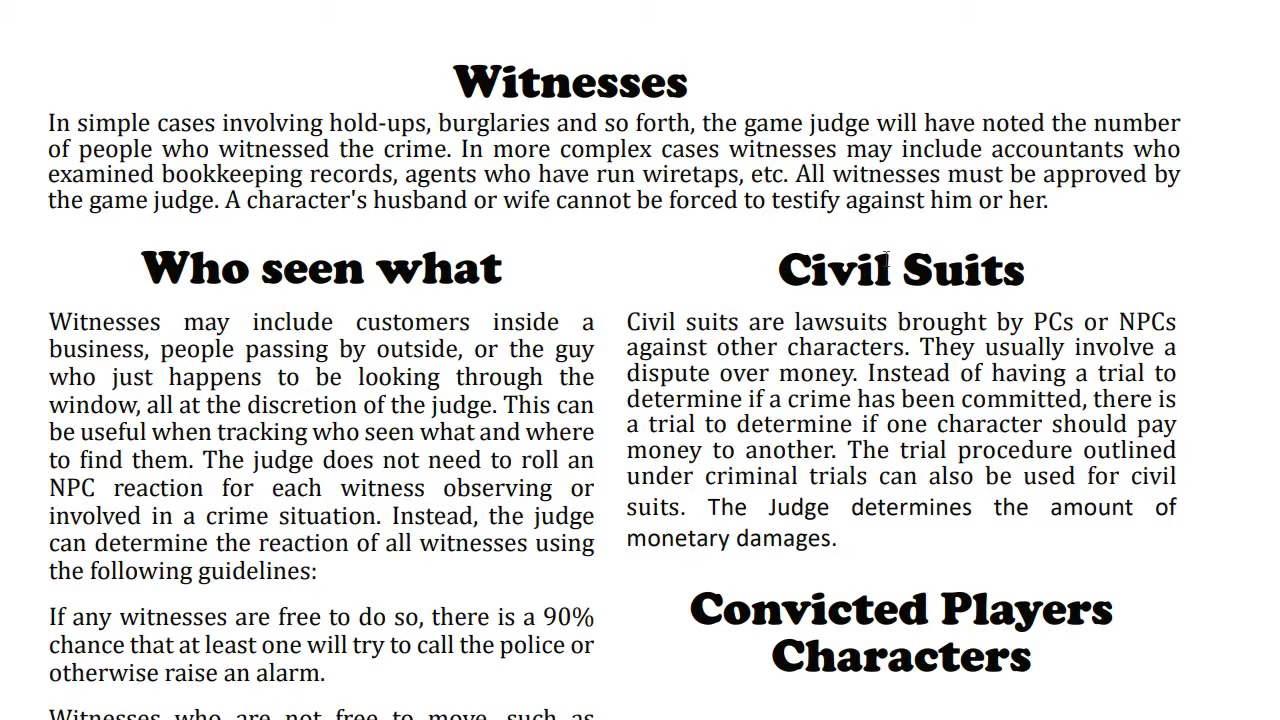 Witnesses
In simple cases involving hold-ups, burglaries and so forth, the game judge will have noted the number
of people who witnessed the crime. In more complex cases witnesses may include accountants who
examined bookkeeping records, agents who have run wiretaps, etc. All witnesses must be approved by
the game judge. A character's husband or wife cannot be forced to testify against him or her.
Who seen what
Witnesses may include customers inside a
business, people passing by outside, or the guy
who just happens to be looking through the
window, all at the discretion of the judge. This can
be useful when tracking who seen what and where
to find them. The judge does not need to roll an
NPC reaction for each witness observing or
involved in a crime situation. Instead, the judge
can determine the reaction of all witnesses using
the following guidelines:
If any witnesses are free to do so, there is a 90%
chance that at least one will try to call the police or
otherwise raise an alarm.
Witnesses who are not free to move, such as
Civil Suits
Civil suits are lawsuits brought by PCs or NPCs
against other characters. They usually involve a
dispute over money. Instead of having a trial to
determine if a crime has been committed, there is
a trial to determine if one character should pay
money to another. The trial procedure outlined
under criminal trials can also be used for civil
suits. The Judge determines the amount of
monetary damages.
Convicted Players
Characters